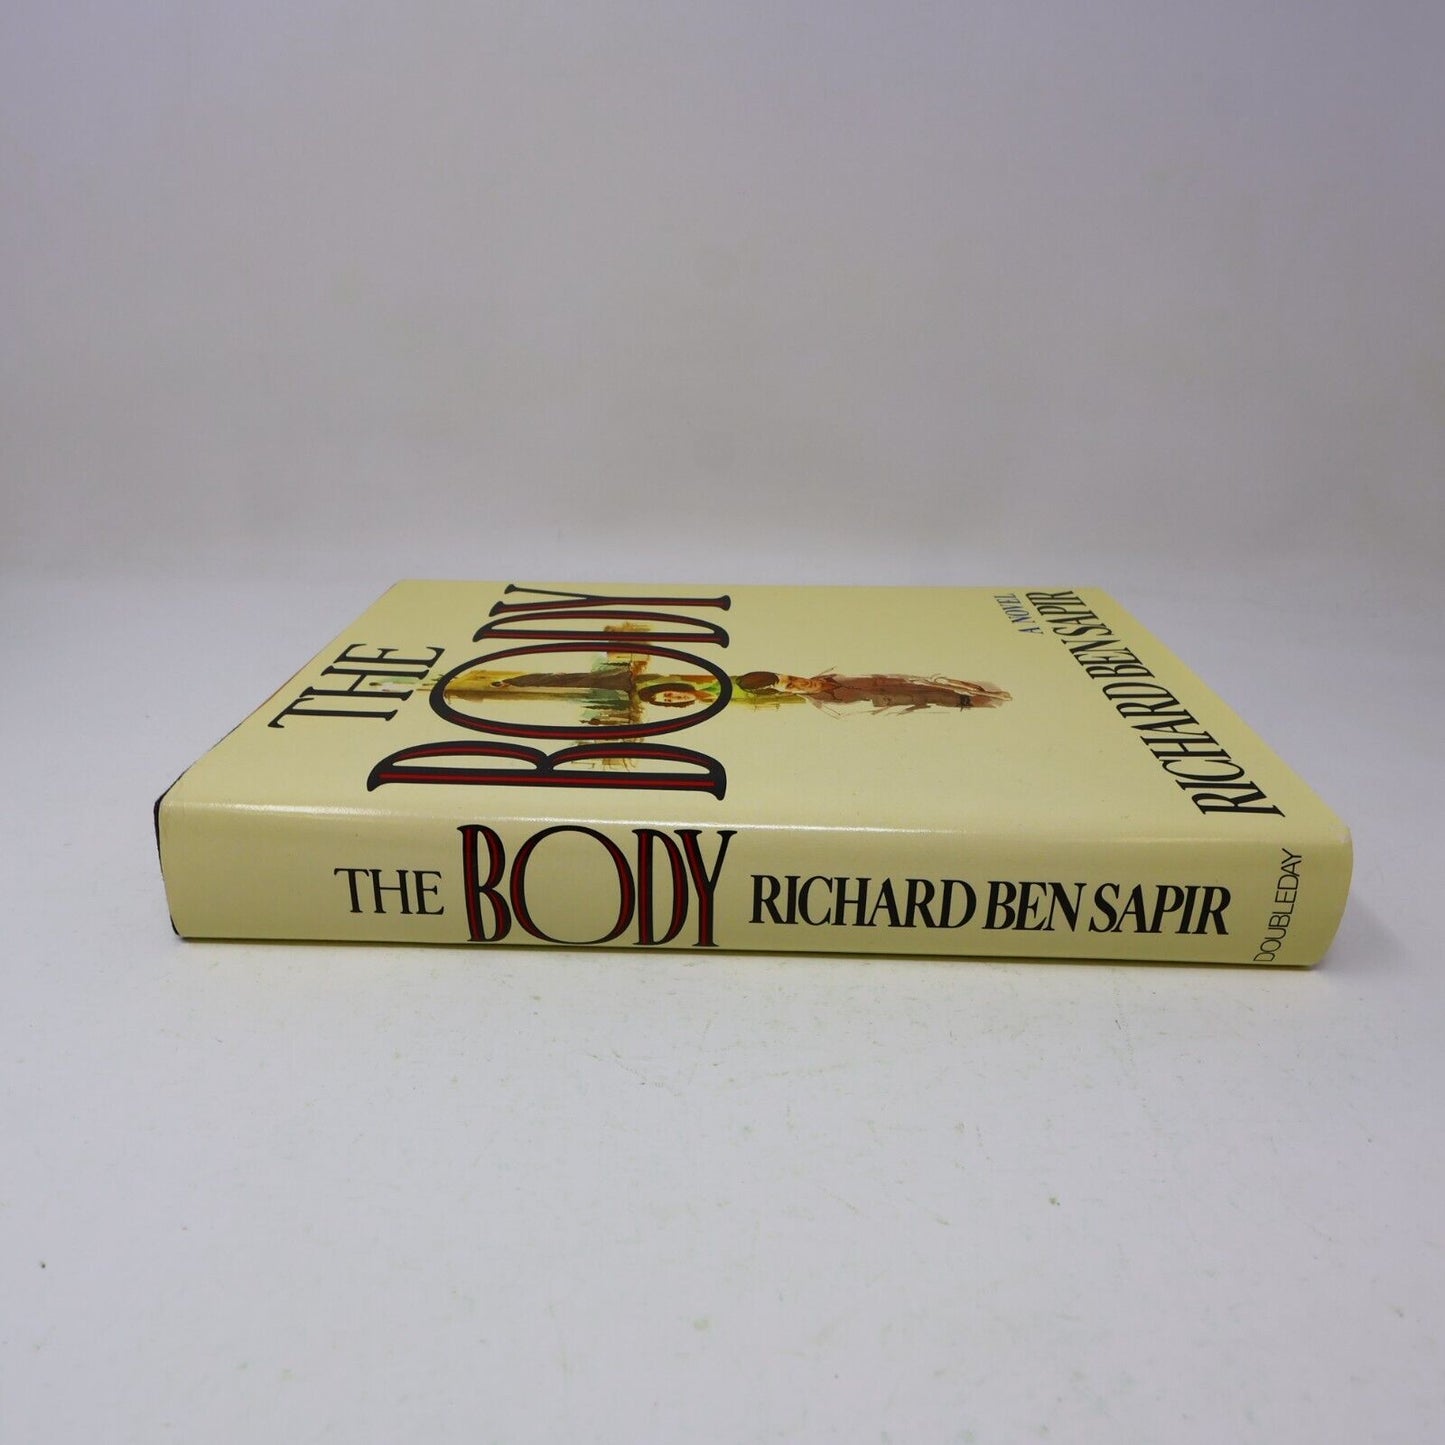 THE
BODY
A NOVEL
RICHARD BEN SAPIR
THE BODY RICHARD BEN SAPIR DOUBLEDAY